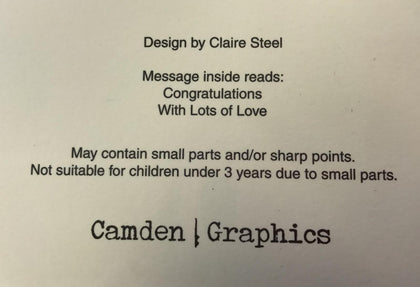 Design by Claire Steel
Message inside reads:
Congratulations
With Lots of Love
May contain small parts and/or sharp points.
Not suitable for children under 3 years due to small parts.
Camden | Graphics